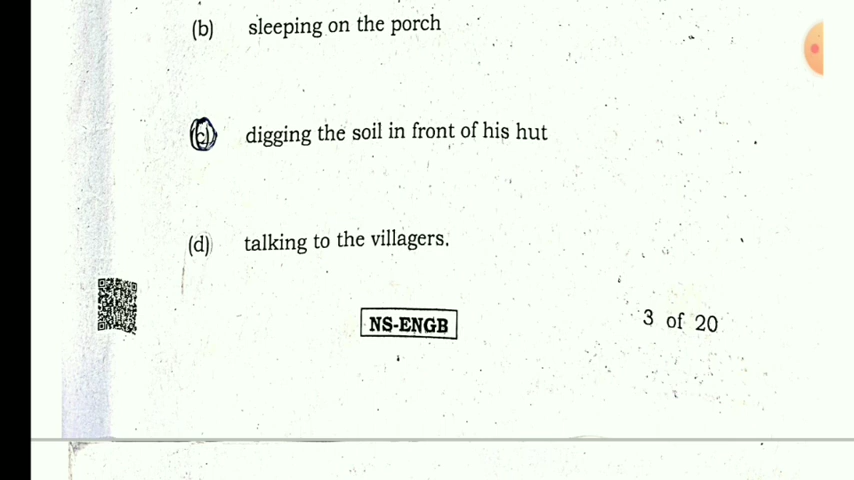 (b) sleeping on the porch
(c) digging the soil in front of his hut
(d) talking to the villagers.
NS-ENGB
3 of 20